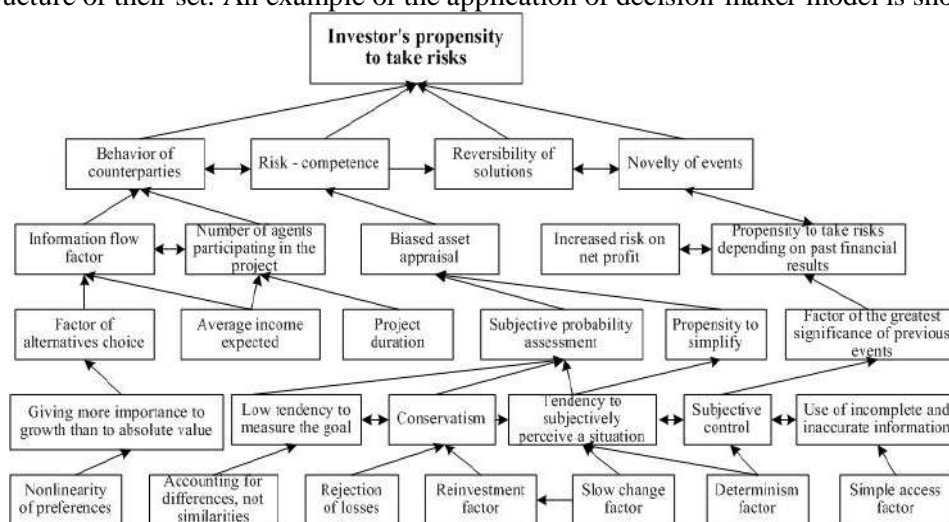 ucture of their set. An example of the application of decision-maker model is sho
Investor's propensity
to take risks
Behavior of
counterparties
Risk - competence
Reversibility of
solutions
Novelty of events
Information flow
factor
Number of agents
participating in the
project
Biased asset
appraisal
Increased risk on
net profit
Propensity to take risks
depending on past financial
results
Factor of
alternatives choice
Average income
expected
Project
duration
Subjective probability
assessment
Propensity to
simplify
Factor of the greatest
significance of previous
events
Giving more importance to
growth than to absolute value
Low tendency to
measure the goal
Conservatism
Tendency to
subjectively
perceive a situation
Subjective
control
Use of incomplete and
inaccurate information
Nonlinearity
of preferences
Accounting for
differences, not
similarities
Rejection
of losses
Reinvestment
factor
Slow change
factor
Determinism
factor
Simple access
factor